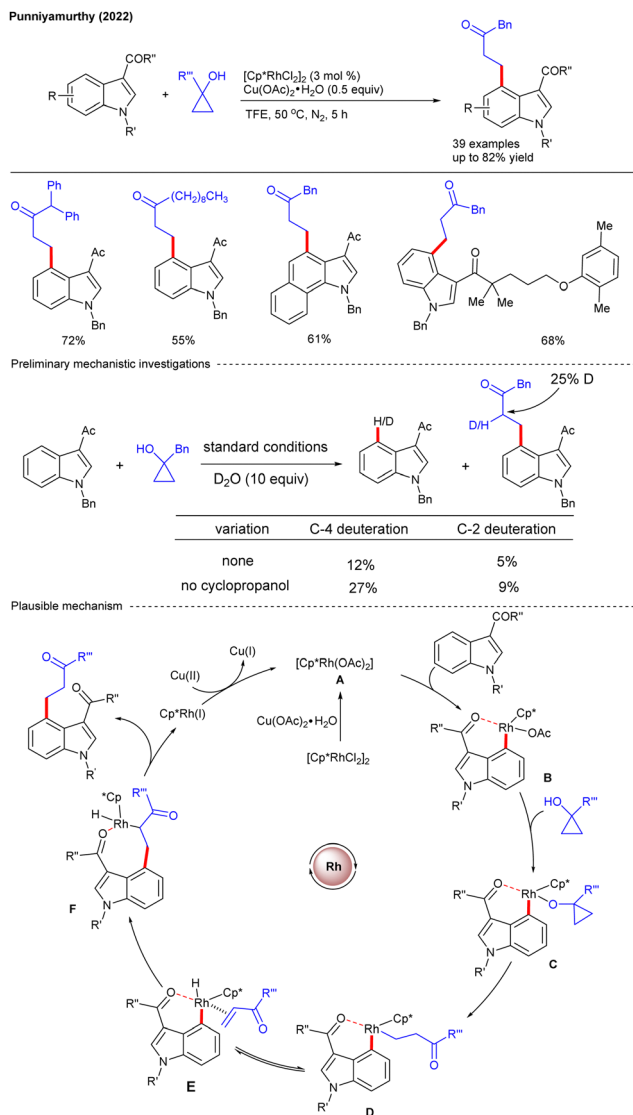 Punniyamurthy (2022)
Bn
O
COR"
R
N
R'
+
R''' OH
[Cp*RhCl2]2 (3 mol %)
Cu(OAc)2•H2O (0.5 equiv)
TFE, 50 °C, N2, 5 h
COR"
R
N
R'
39 examples
up to 82% yield
Ph
O Ph
Ac
N
Bn
72%
O (CH2)8CH3
Ac
N
Bn
55%
Bn
O
Ac
N
Bn
61%
O
Bn
O
N
Bn
Me Me
O
Me
Me
68%
Preliminary mechanistic investigations
Ac
N
Bn
+
HO Bn
standard conditions
D2O (10 equiv)
H/D
Ac
N
Bn
+
25% D
Bn
O
D/H
Ac
N
Bn
variation C-4 deuteration C-2 deuteration
none 12% 5%
no cyclopropanol 27% 9%
Plausible mechanism
O R'''
O R"
N
R'
Cu(II)
Cu(I)
Cp*Rh(I)
[Cp*Rh(OAc)2]
A
Cu(OAc)2•H2O
[Cp*RhCl2]2
COR"
N
R'
O
R"
Cp*
Rh
OAc
N
R'
B
HO R'''
O
R"
Rh
Cp*
O
R'''
N
R'
C
O
R"
Rh
Cp*
R'''
O
N
R'
D
H
O
R"
Rh
Cp*
R'''
O
N
R'
E
*Cp
H
Rh
R'''
O
O
R"
N
R'
F
Rh